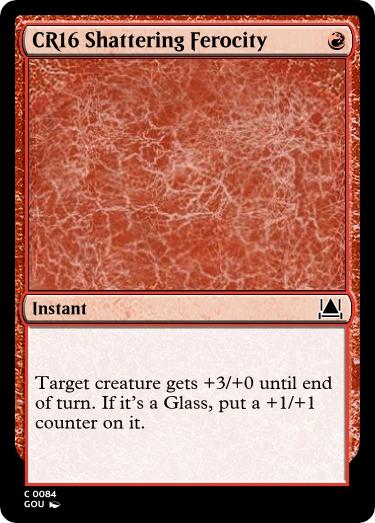 CR16 Shattering Ferocity
Instant
Target creature gets +3/+0 until end
of turn. If it's a Glass, put a +1/+1
counter on it.
C 0084
GOU